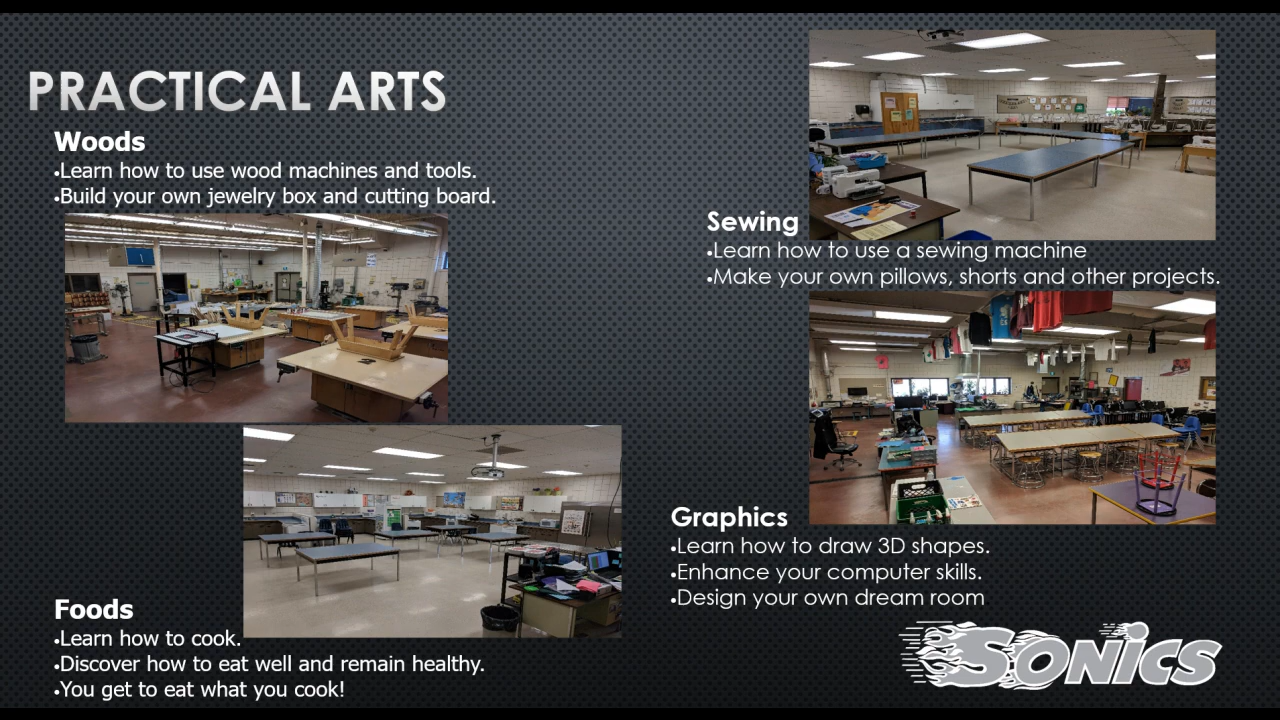 PRACTICAL ARTS
Woods
•Learn how to use wood machines and tools.
•Build your own jewelry box and cutting board.
Sewing
•Learn how to use a sewing machine
•Make your own pillows, shorts and other projects.
Graphics
•Learn how to draw 3D shapes.
•Enhance your computer skills.
•Design your own dream room
Foods
•Learn how to cook.
•Discover how to eat well and remain healthy.
•You get to eat what you cook!
SONiCS